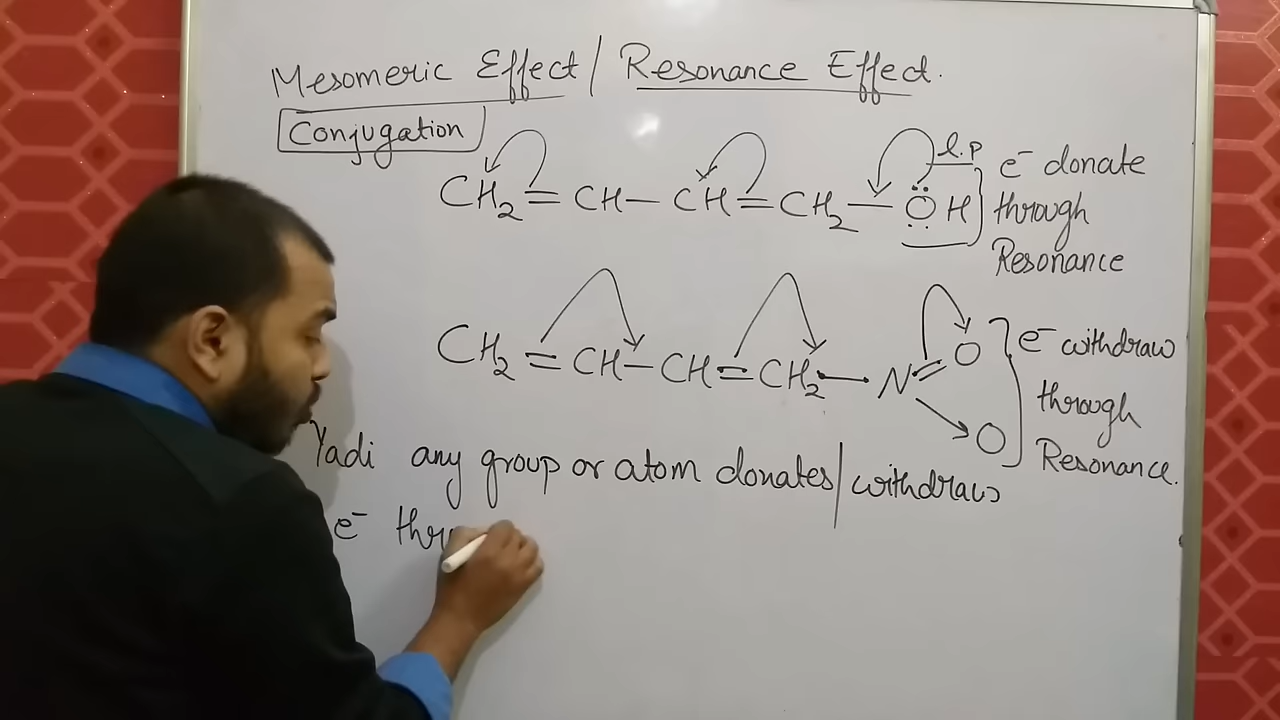 Mesomeric Effect/ Resonance Effect.
Conjugation
CH₂=CH–CH=CH₂–ÖH
l.p
e⁻ donate
through
Resonance
CH₂=CH–CH=CH₂–N
O
O
e⁻ withdraw
through
Resonance.
Yadi any group or atom donates/withdraws
e⁻ thr